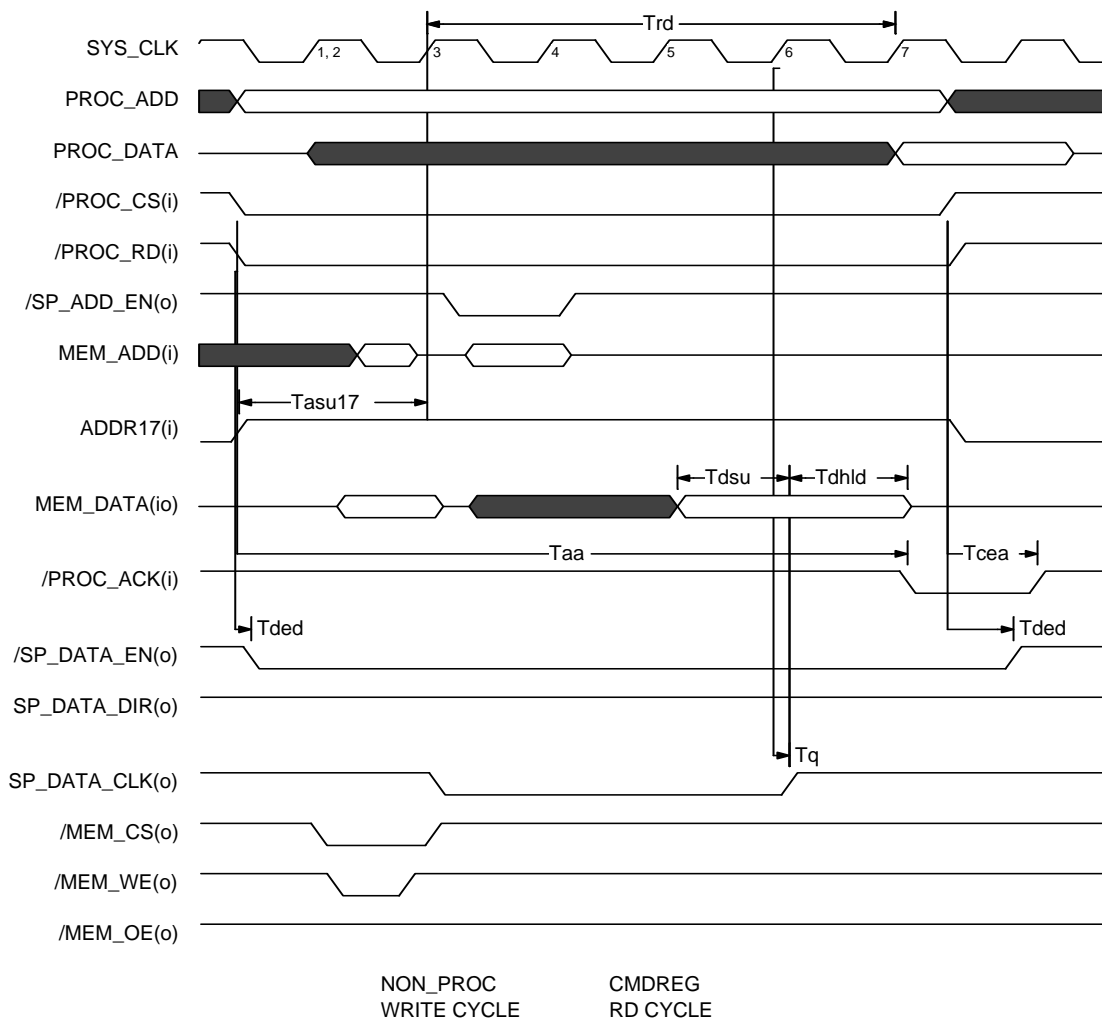 Trd
SYS_CLK
1, 2
3
4
5
6
7
PROC_ADD
PROC_DATA
/PROC_CS(i)
/PROC_RD(i)
/SP_ADD_EN(o)
MEM_ADD(i)
Tasu17
ADDR17(i)
Tdsu
Tdhld
MEM_DATA(io)
Taa
Tcea
/PROC_ACK(i)
Tded
Tded
/SP_DATA_EN(o)
SP_DATA_DIR(o)
Tq
SP_DATA_CLK(o)
/MEM_CS(o)
/MEM_WE(o)
/MEM_OE(o)
NON_PROC
WRITE CYCLE
CMDREG
RD CYCLE